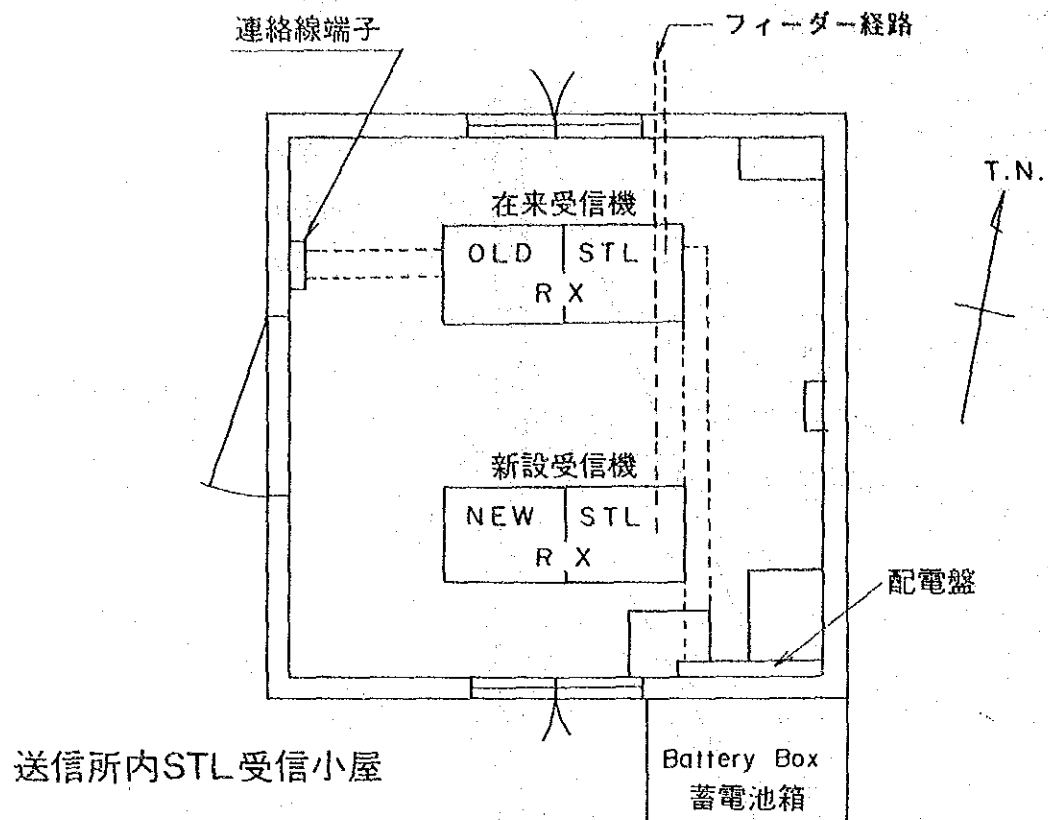 連絡線端子
フィーダー経路
T.N.
在来受信機
OLD STL
RX
新設受信機
NEW STL
RX
配電盤
送信所内STL受信小屋
Battery Box
蓄電池箱